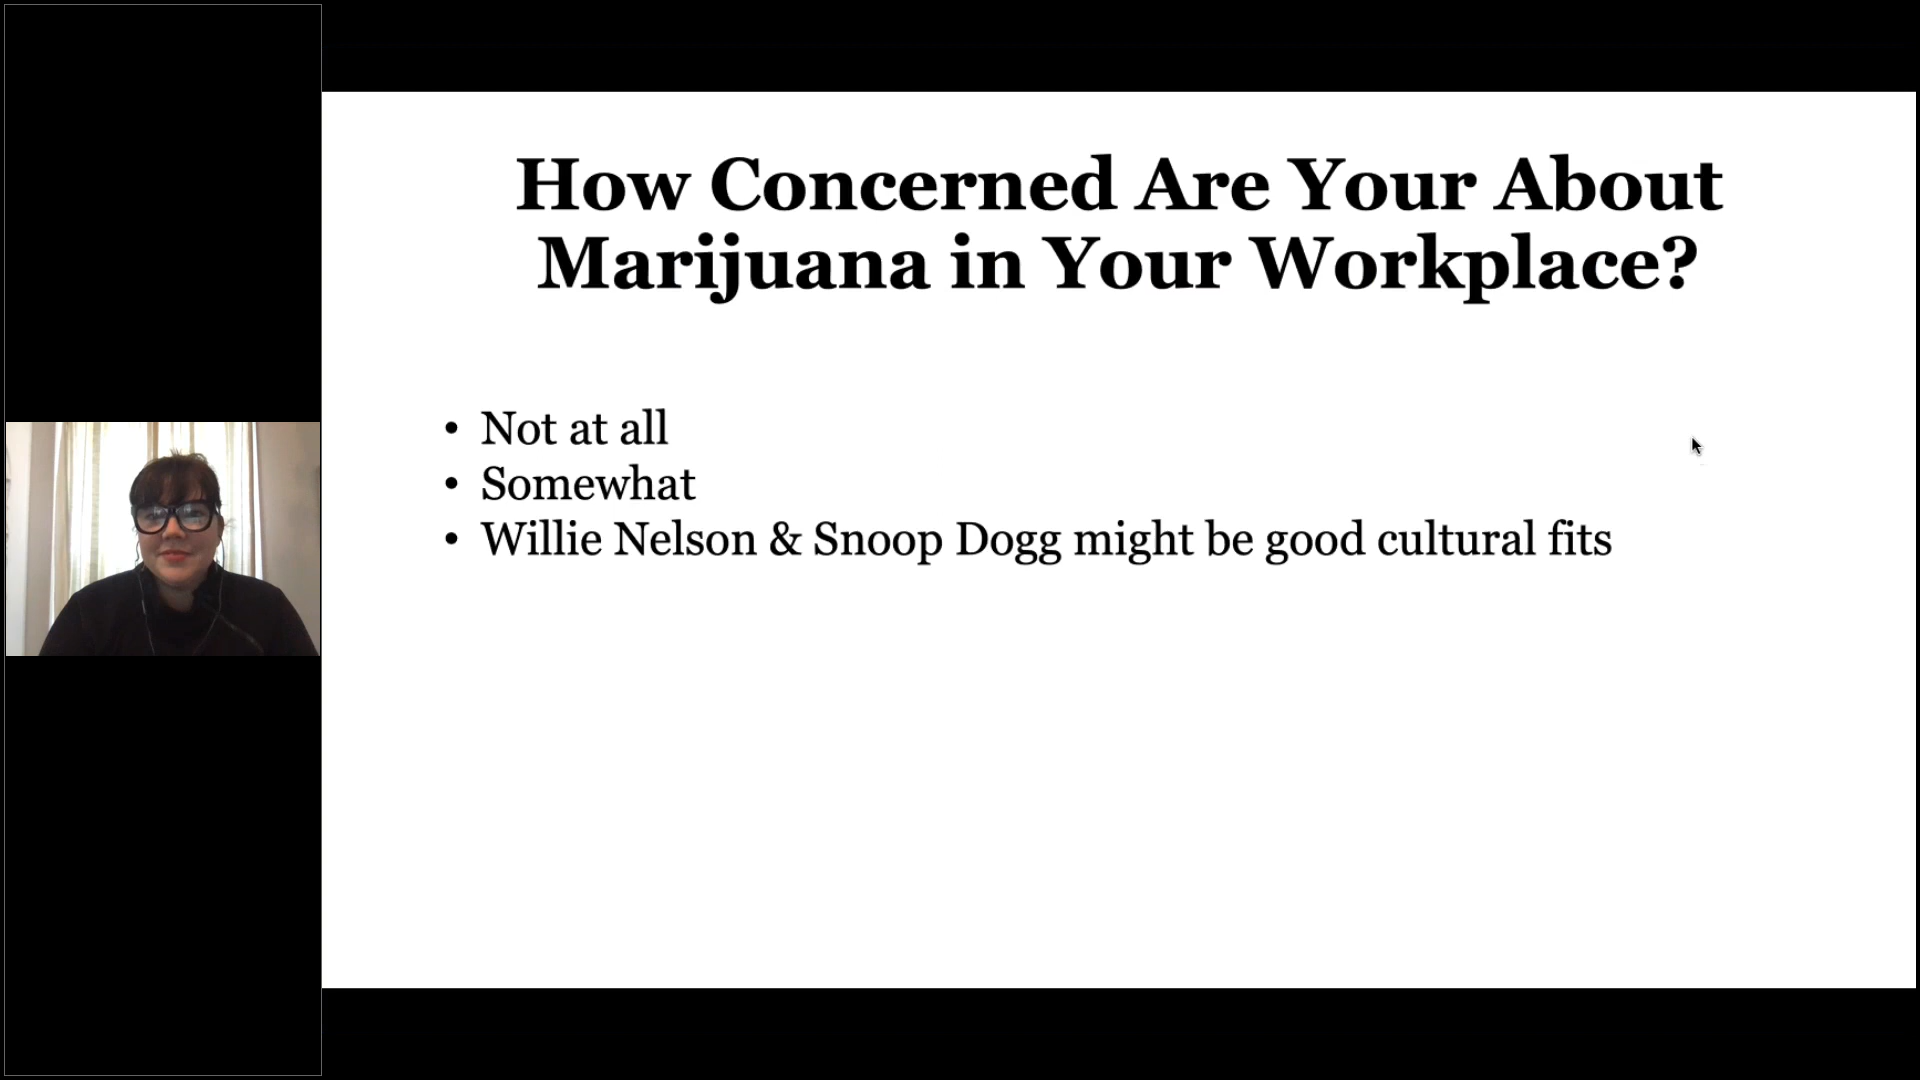 How Concerned Are Your About
Marijuana in Your Workplace?
• Not at all
• Somewhat
• Willie Nelson & Snoop Dogg might be good cultural fits